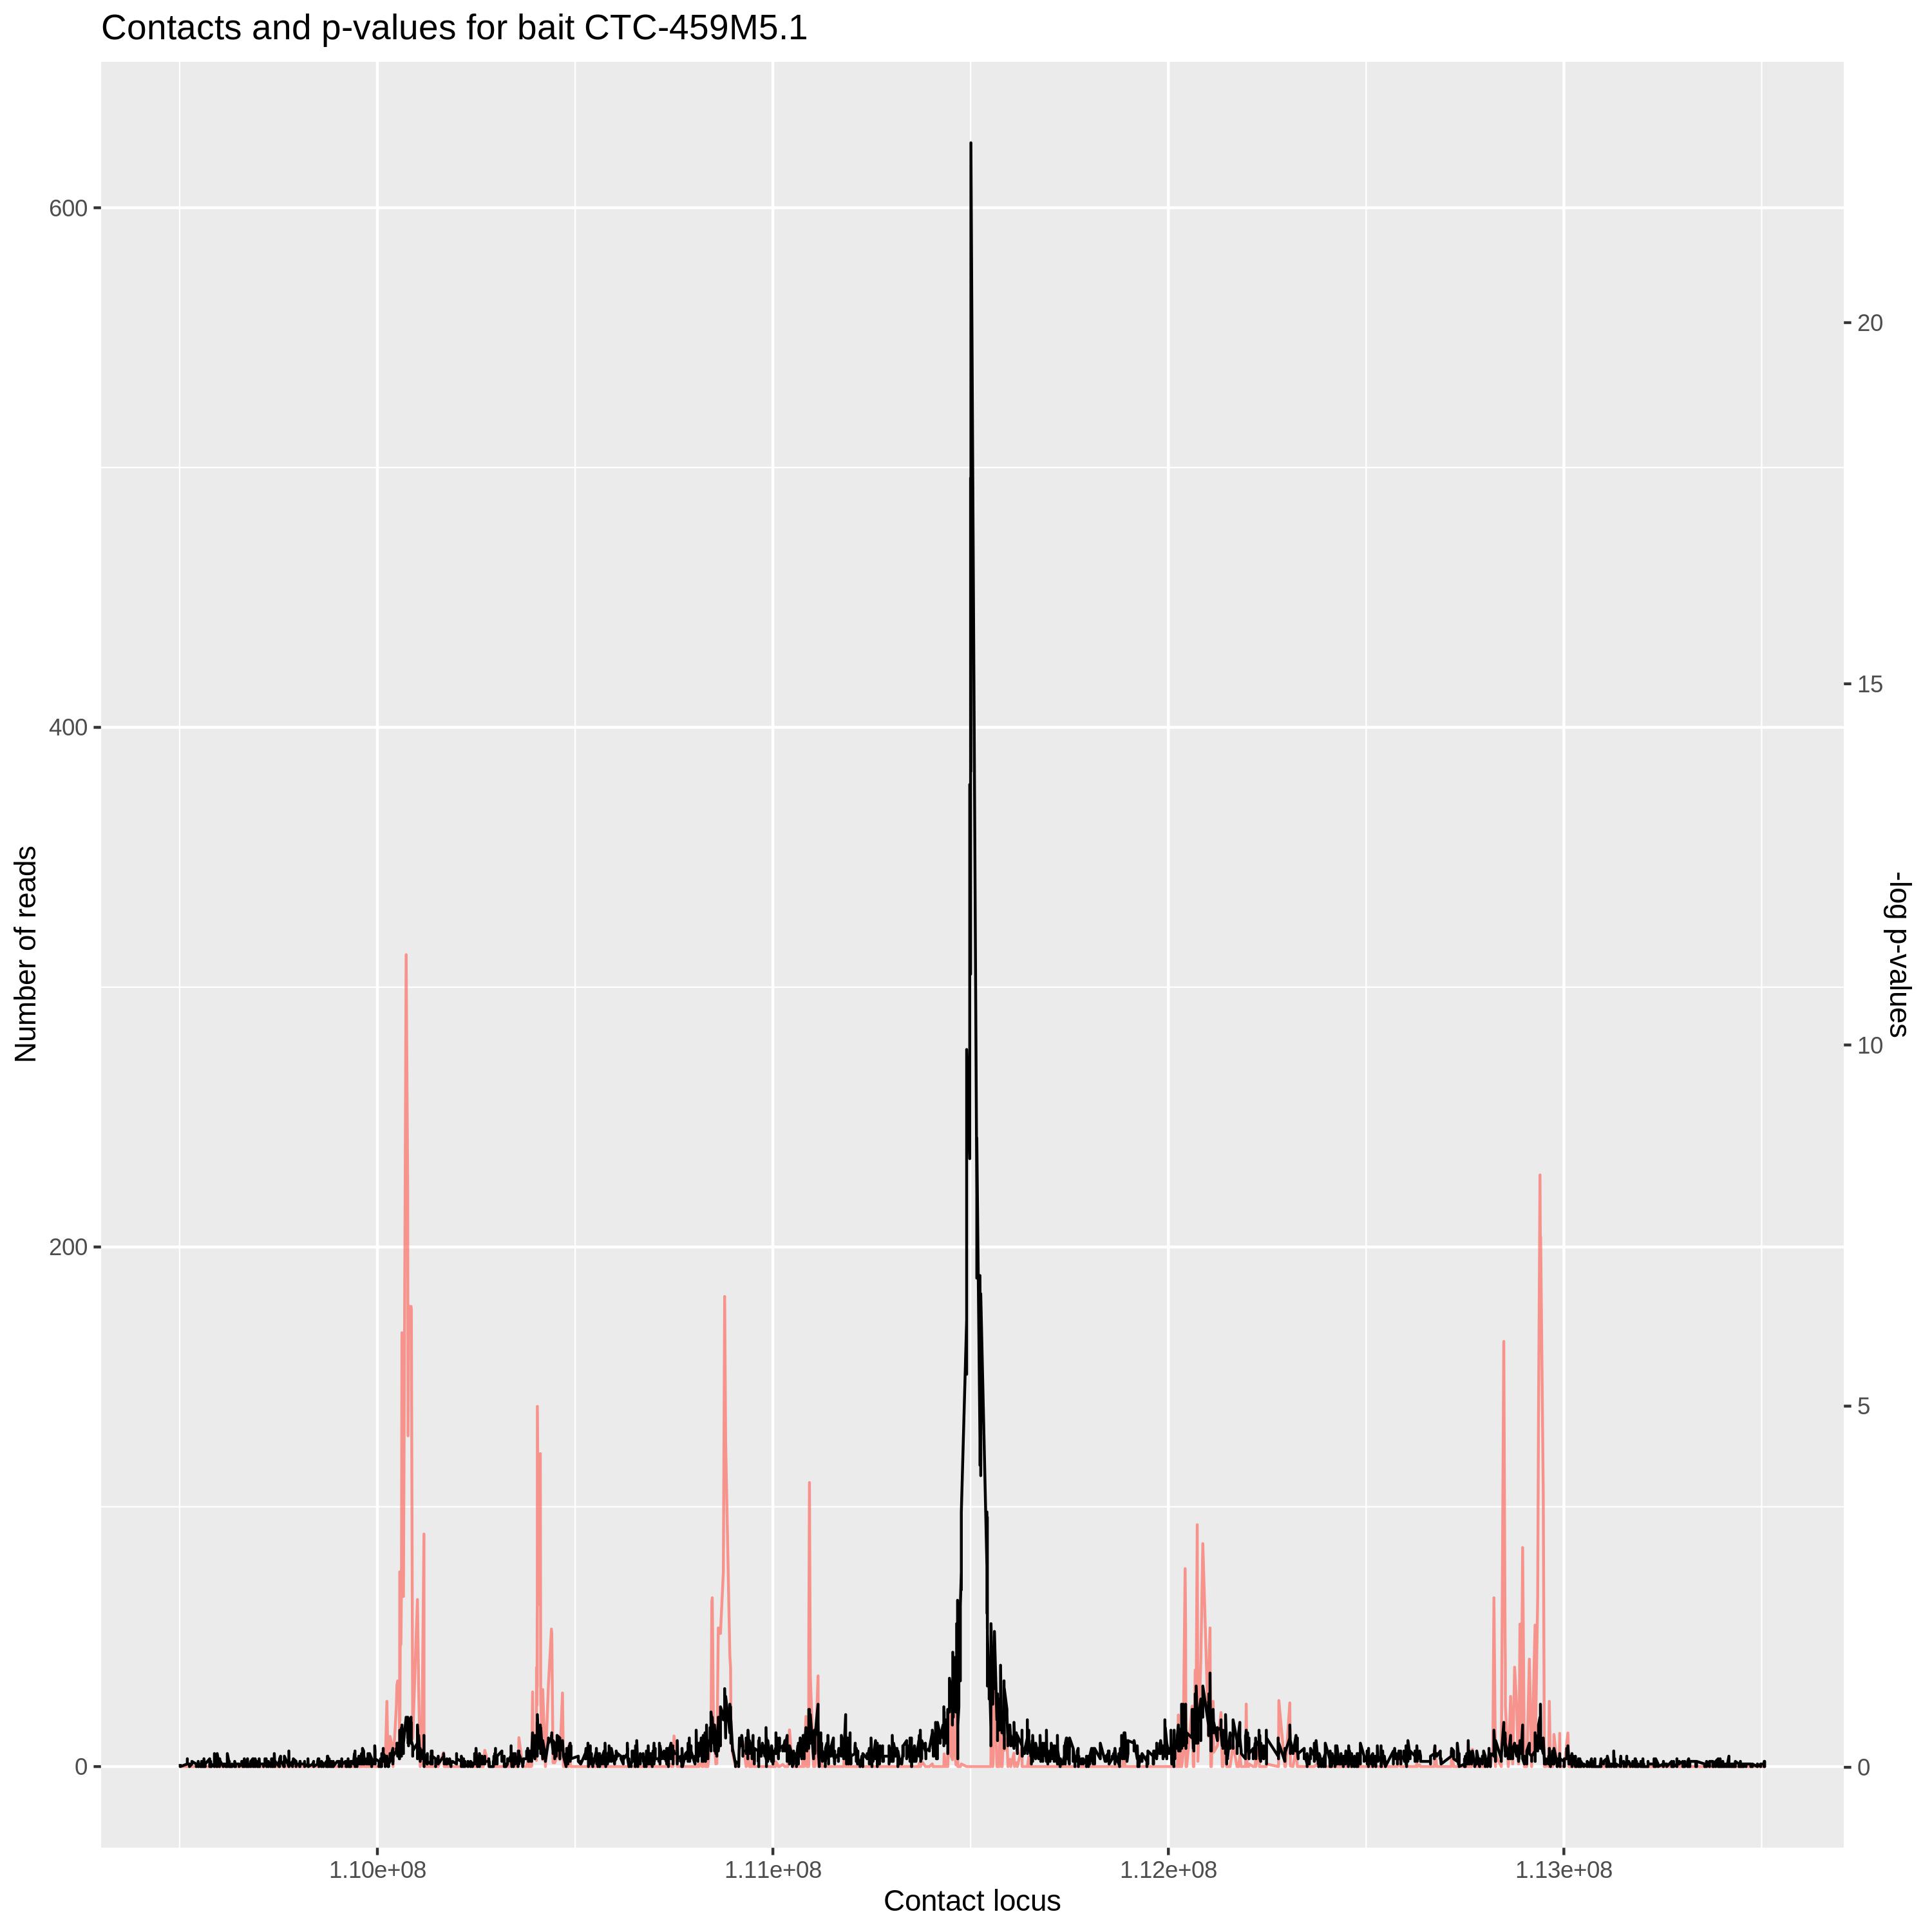 Contacts and p-values for bait CTC-459M5.1
600
400
200
0
Number of reads
20
15
10
5
0
-log p-values
1.10e+08
1.11e+08
1.12e+08
1.13e+08
Contact locus